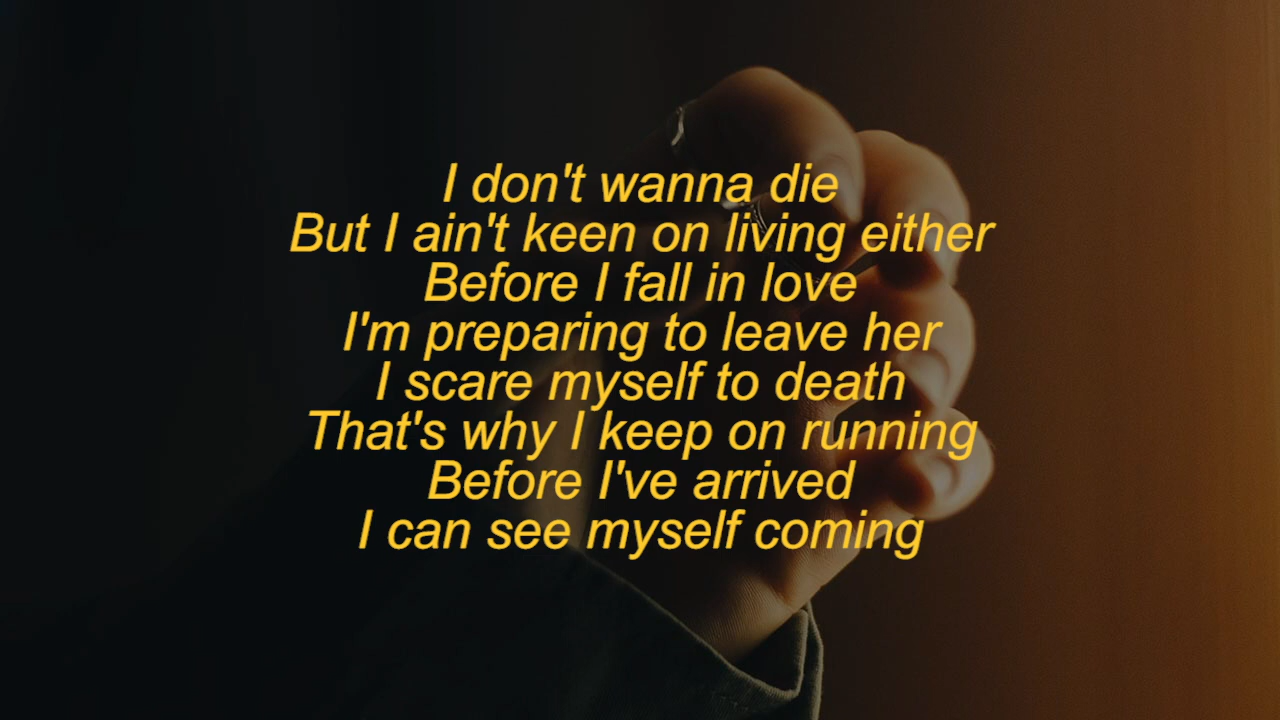 I don't wanna die
But I ain't keen on living either
Before I fall in love
I'm preparing to leave her
I scare myself to death
That's why I keep on running
Before I've arrived
I can see myself coming